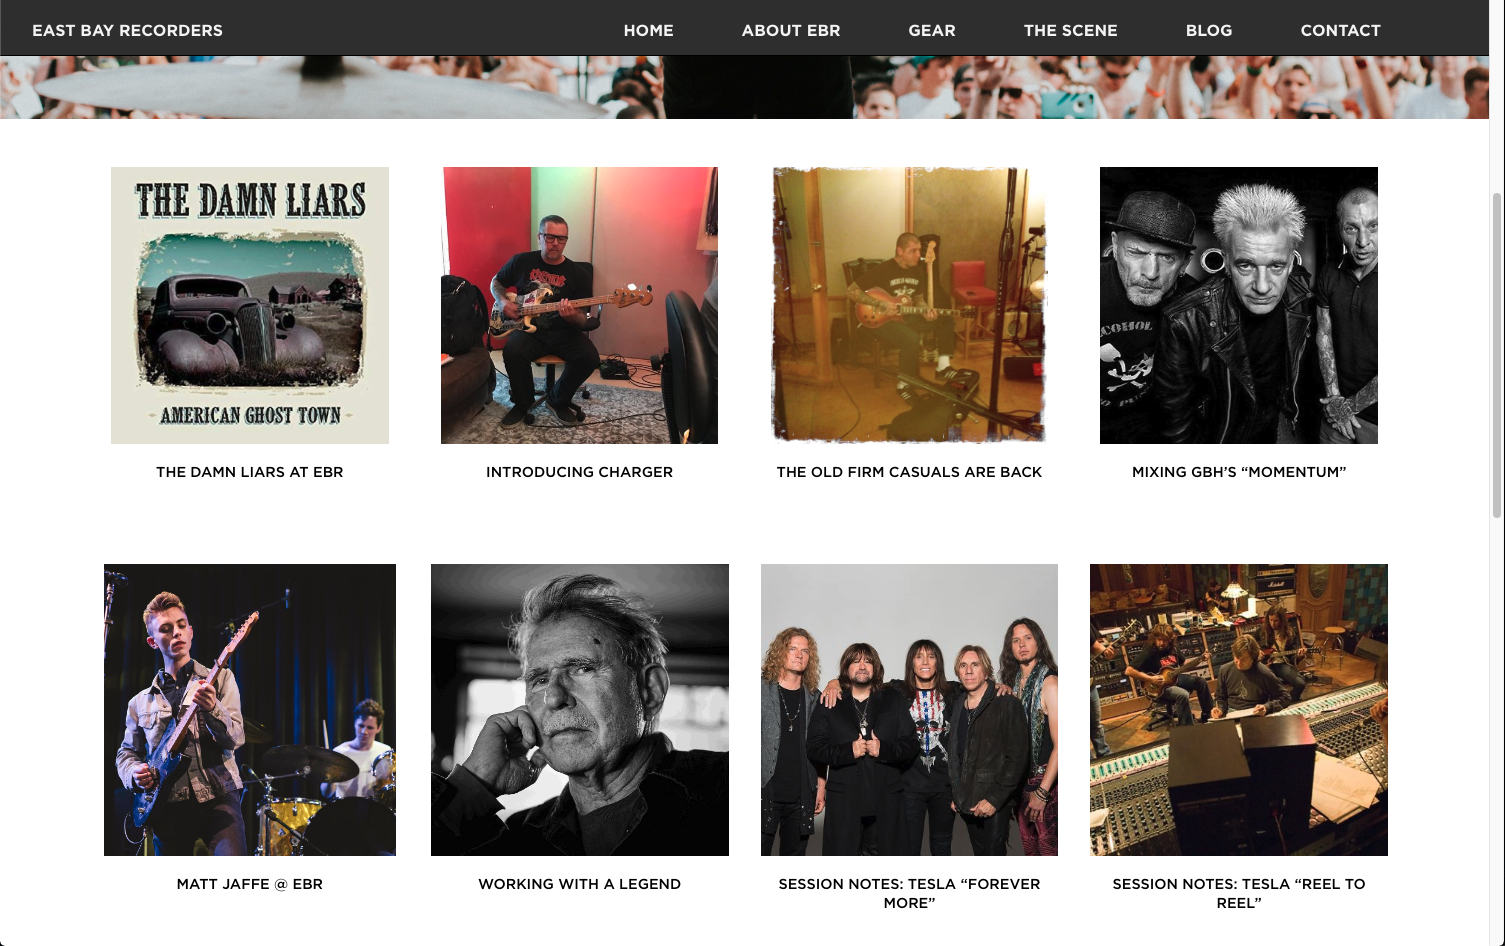 EAST BAY RECORDERS
HOME
ABOUT EBR
GEAR
THE SCENE
BLOG
CONTACT
THE DAMN LIARS
AMERICAN GHOST TOWN
THE DAMN LIARS AT EBR
INTRODUCING CHARGER
THE OLD FIRM CASUALS ARE BACK
MIXING GBH’S “MOMENTUM”
MATT JAFFE @ EBR
WORKING WITH A LEGEND
SESSION NOTES: TESLA “FOREVER
MORE”
SESSION NOTES: TESLA “REEL TO
REEL”